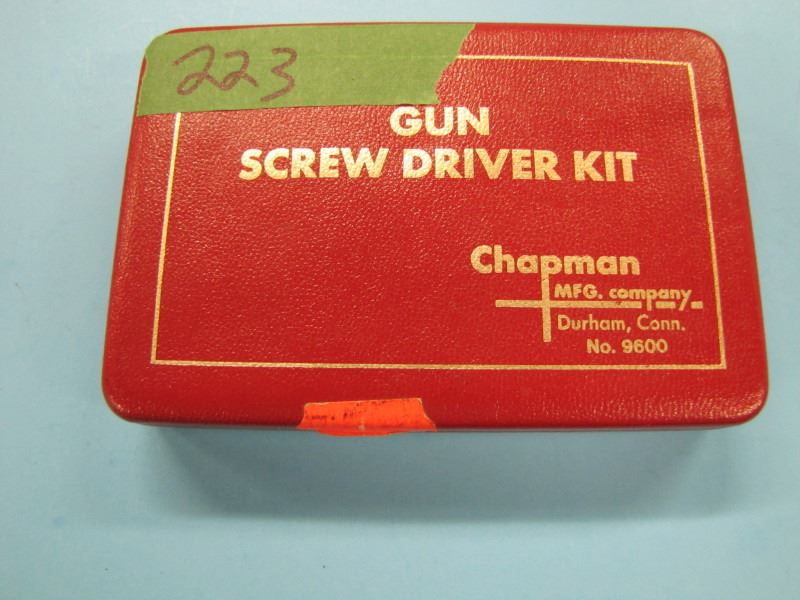 223
GUN
SCREW DRIVER KIT
Chapman
MFG. company
Durham, Conn.
No. 9600